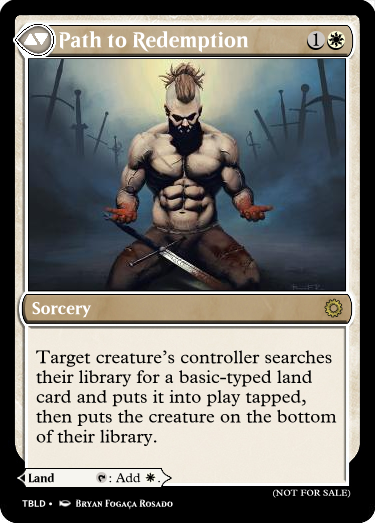 Path to Redemption 1
Sorcery
Target creature's controller searches
their library for a basic-typed land
card and puts it into play tapped,
then puts the creature on the bottom
of their library.
Land : Add .
(NOT FOR SALE)
TBLD • Bryan Fogaça Rosado